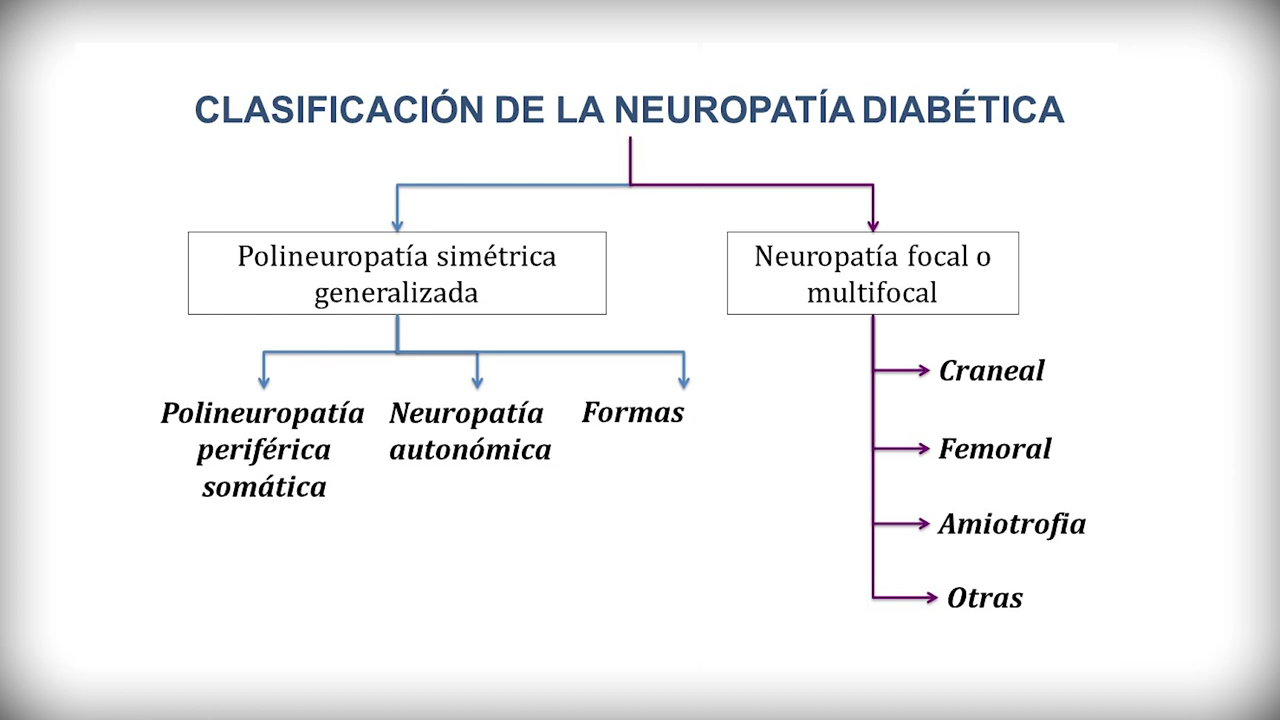 CLASIFICACIÓN DE LA NEUROPATÍA DIABÉTICA
Polineuropatía simétrica
generalizada
Neuropatía focal o
multifocal
Polineuropatía
periférica
somática
Neuropatía
autonómica
Formas
Craneal
Femoral
Amiotrofia
Otras